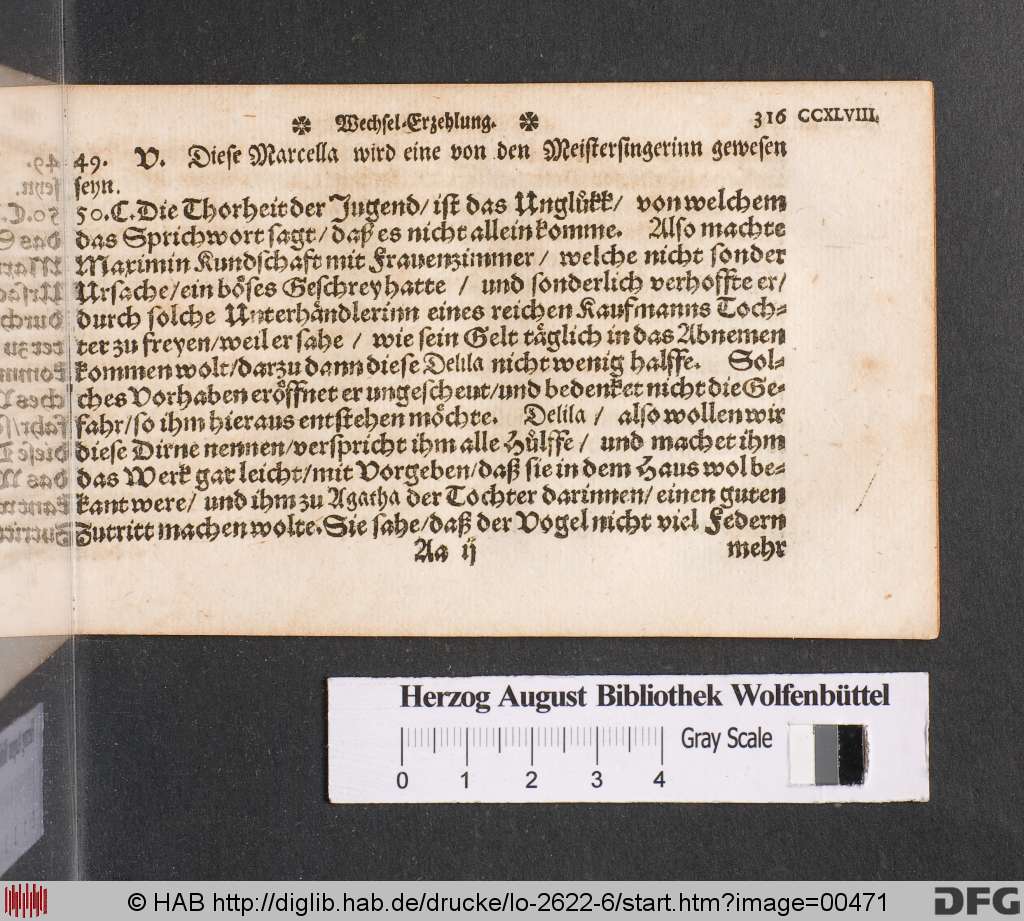 ✼ Wechsel-Erzehlung. ✼ 316 CCXLVIII.
49. V. Diese Marcella wird eine von den Meistersingerinn gewesen
seyn.
50. C. Die Thorheit der Jugend/ ist das Unglükk/ von welchem
das Sprichwort sagt/ daß es nicht allein komme. Also machte
Maximin Kundschaft mit Frauenzimmer/ welche nicht sonder
Ursache/ ein böses Geschrey hatte / und sonderlich verhoffte er/
durch solche Unterhändlerinn eines reichen Kaufmanns Toch-
ter zu freyen/ weil er sahe / wie sein Gelt täglich in das Abnemen
kommen wolt/ darzu dann diese Delila nicht wenig halffe. Sol-
ches Vorhaben eröffnet er ungescheut/ und bedenket nicht die Ge-
fahr/ so ihm hieraus entstehen möchte. Delila / also wollen wir
diese Dirne nennen/ verspricht ihm alle Hülffe/ und machet ihm
das Werk gar leicht/ mit Vorgeben/ daß sie in dem Haus wol be-
kant were/ und ihm zu Agatha der Tochter darinnen/ einen guten
Zutritt machen wolte. Sie sahe/ daß der Vogel nicht viel Federn
Aa ij mehr
Herzog August Bibliothek Wolfenbüttel
Gray Scale
0 1 2 3 4
© HAB http://diglib.hab.de/drucke/lo-2622-6/start.htm?image=00471
DFG